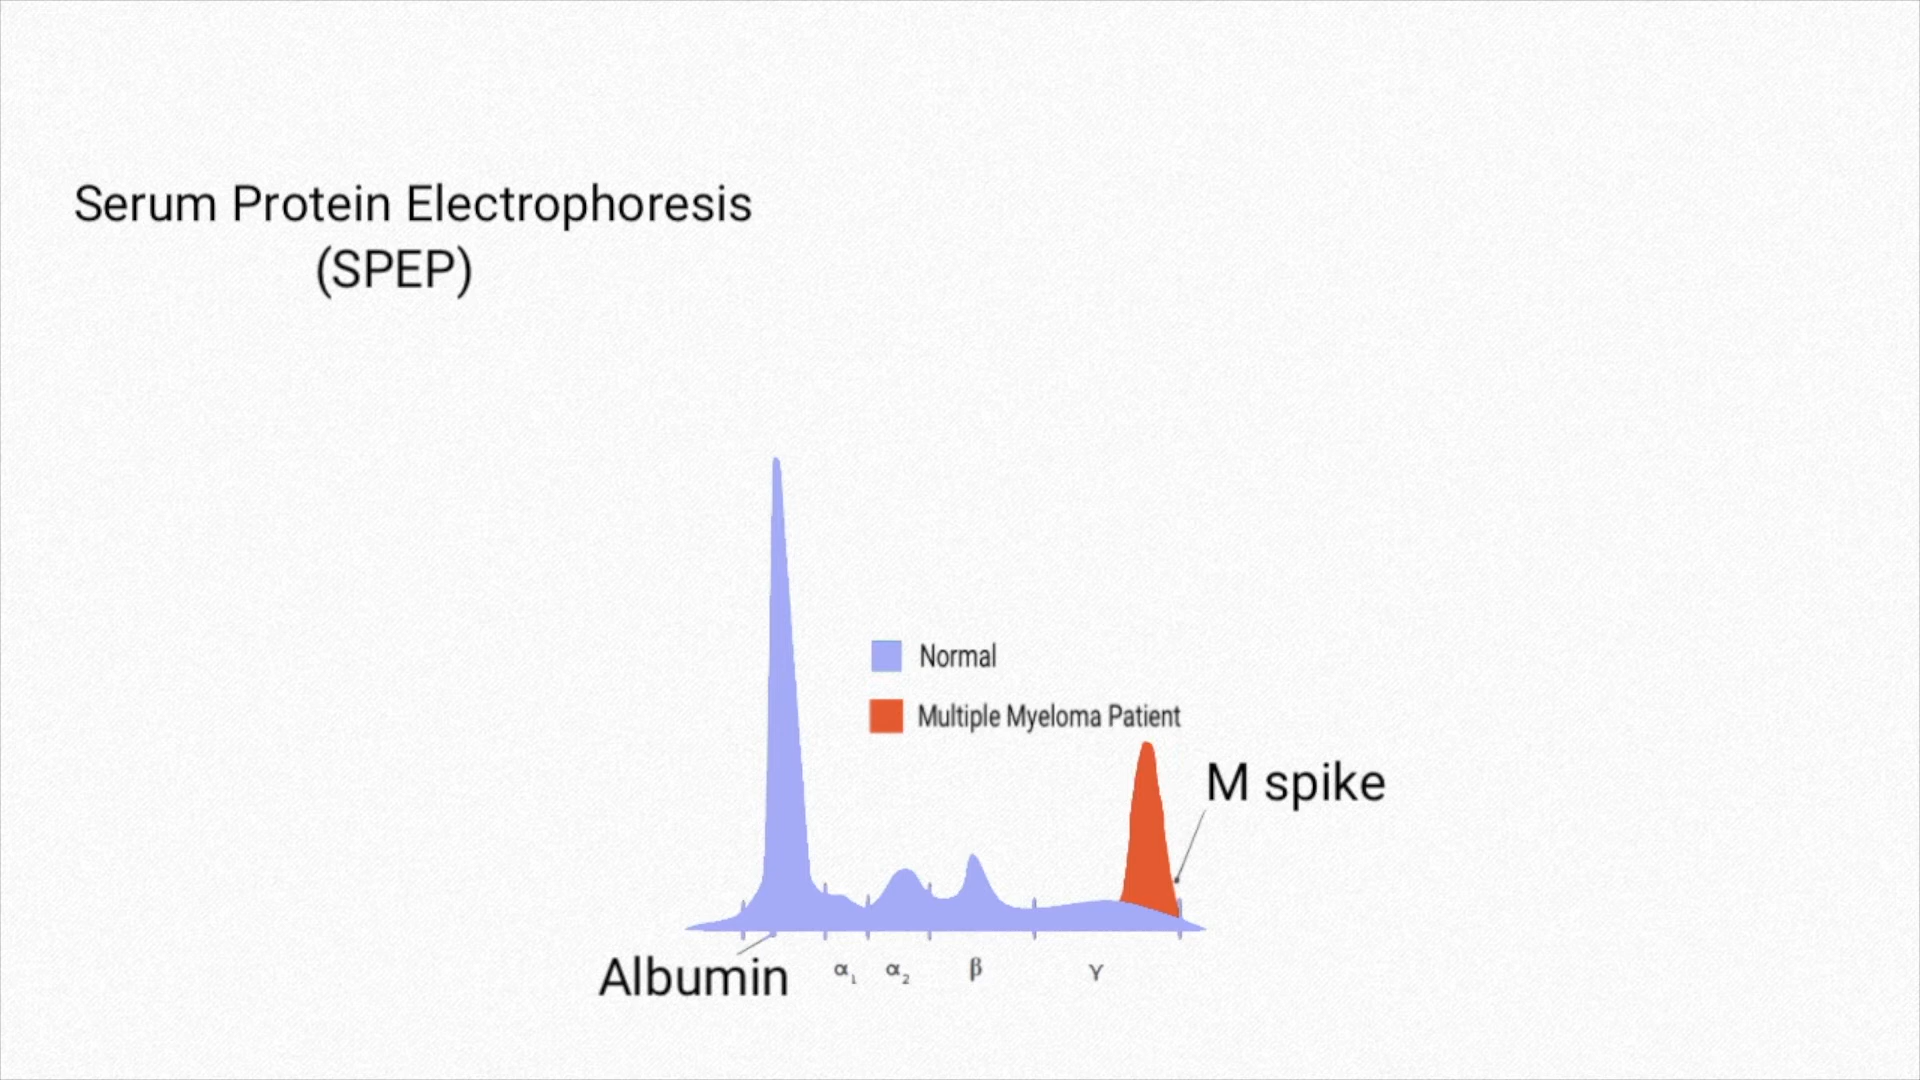 Serum Protein Electrophoresis
(SPEP)
Normal
Multiple Myeloma Patient
M spike
Albumin
α₁
α₂
β
γ